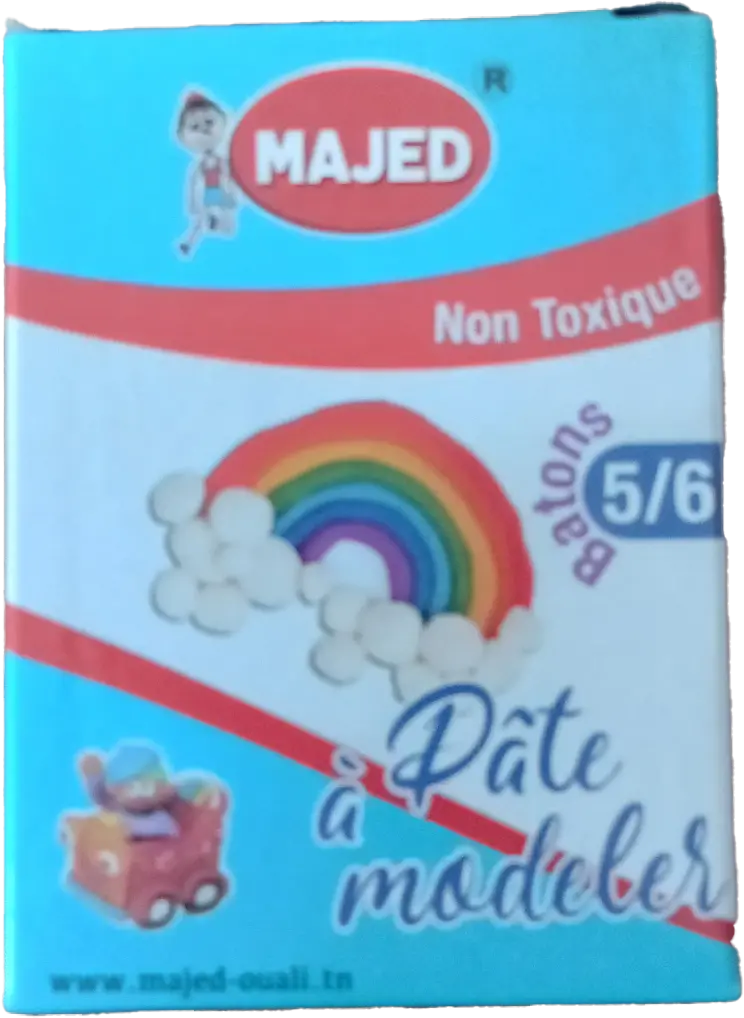 MAJED
R
Non Toxique
Batons
5/6
Pâte
à
modeler
www.majed-ouali.tn